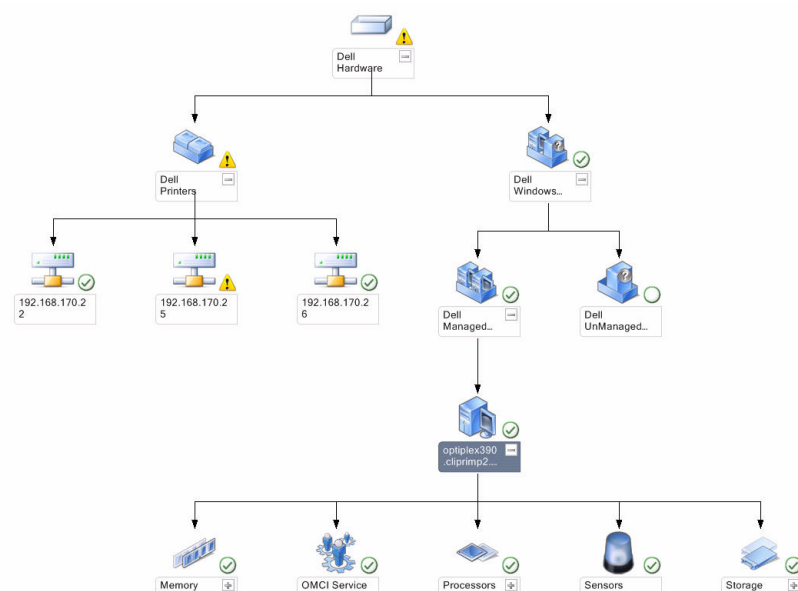 Dell
Hardware
Dell
Printers
Dell
Windows...
192.168.170.2
2
192.168.170.2
5
192.168.170.2
6
Dell
Managed...
Dell
UnManaged...
optiplex390
.cliprimp2...
Memory
OMCI Service
Processors
Sensors
Storage